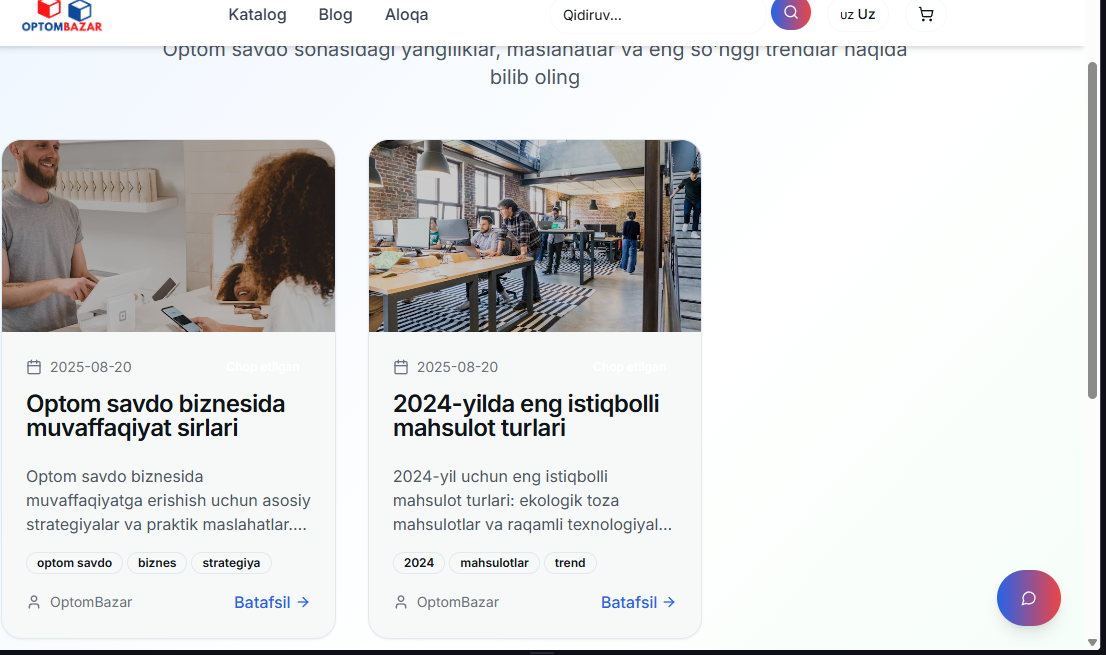 OPTOMBAZAR
Katalog
Blog
Aloqa
Qidiruv...
uz Uz
Optom savdo sohasidagi yangiliklar, maslahatlar va eng so'nggi trendlar haqida
bilib oling
2025-08-20
Chop etilgan
Optom savdo biznesida
muvaffaqiyat sirlari
Optom savdo biznesida
muvaffaqiyatga erishish uchun asosiy
strategiyalar va praktik maslahatlar....
optom savdo
biznes
strategiya
OptomBazar
Batafsil
2025-08-20
Chop etilgan
2024-yilda eng istiqbolli
mahsulot turlari
2024-yil uchun eng istiqbolli
mahsulot turlari: ekologik toza
mahsulotlar va raqamli texnologiyal...
2024
mahsulotlar
trend
OptomBazar
Batafsil